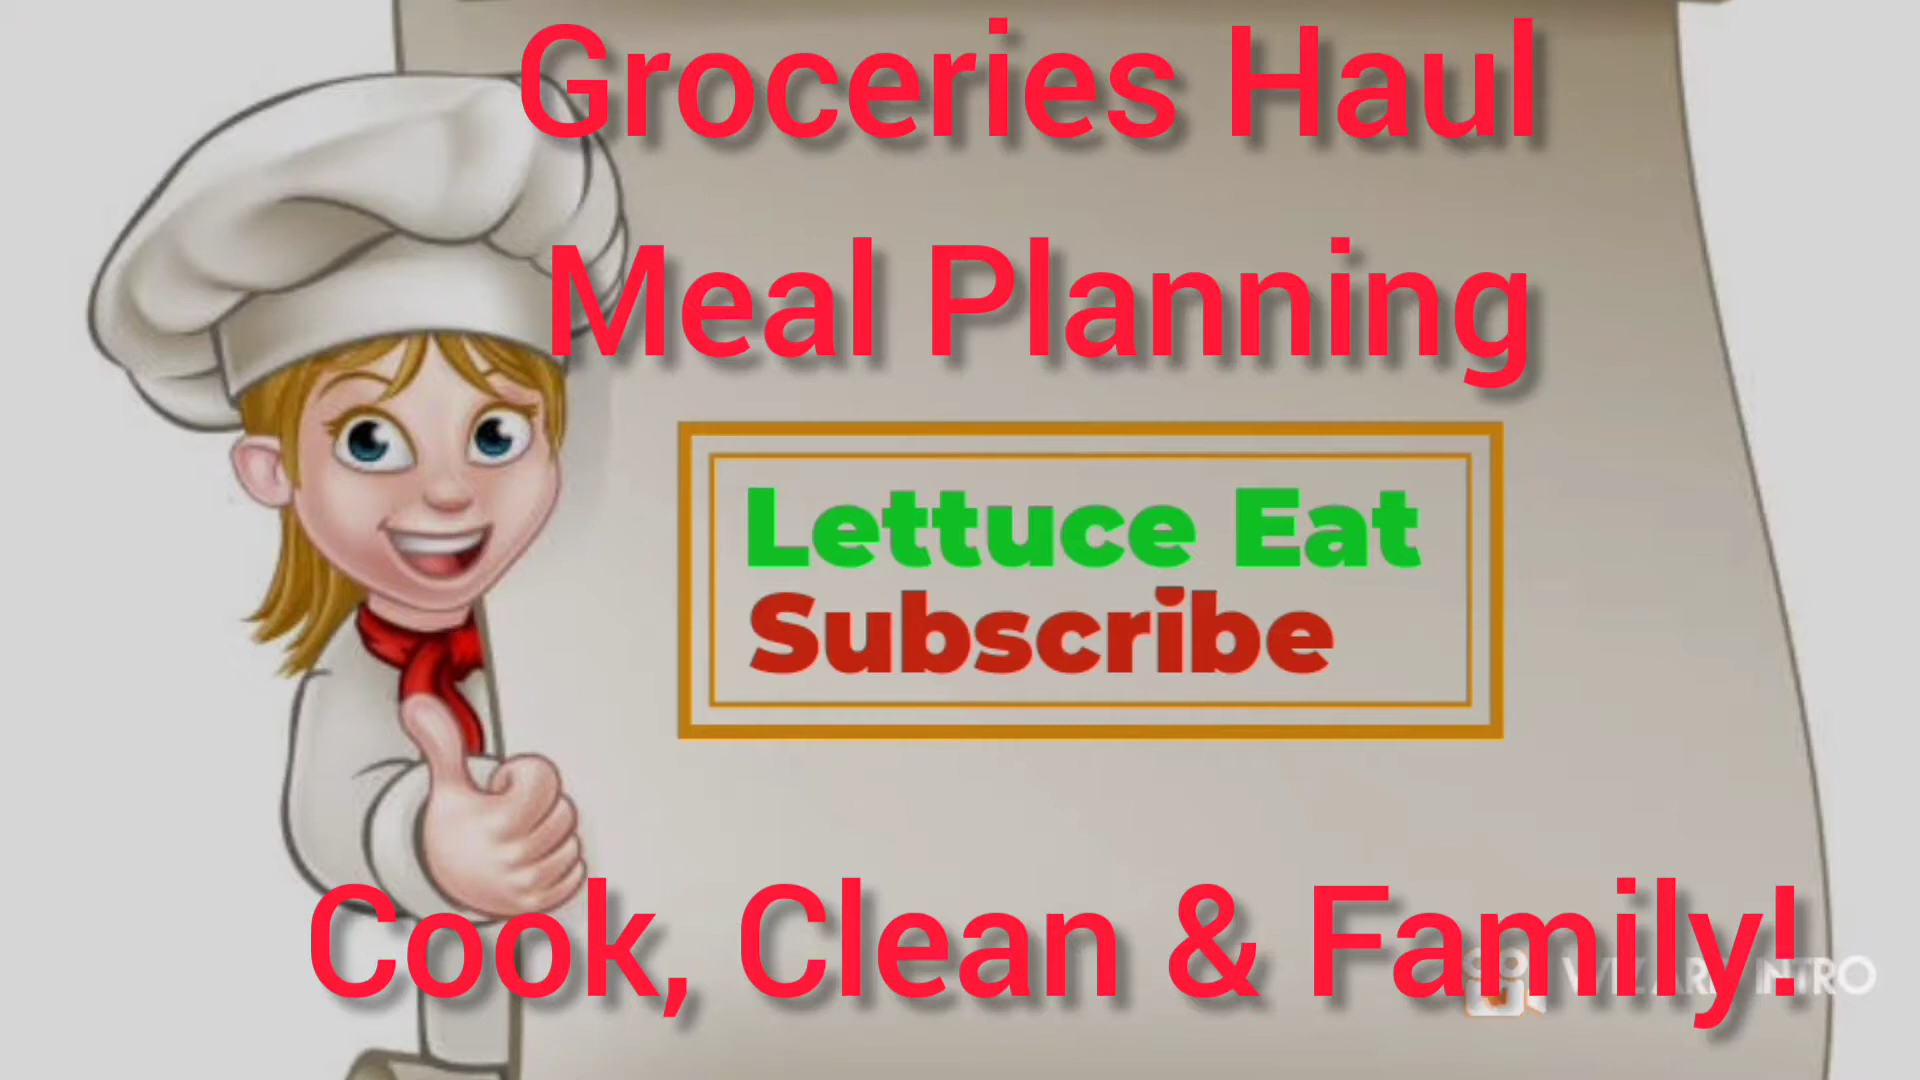 Groceries Haul
Meal Planning
Lettuce Eat
Subscribe
Cook, Clean & Family!